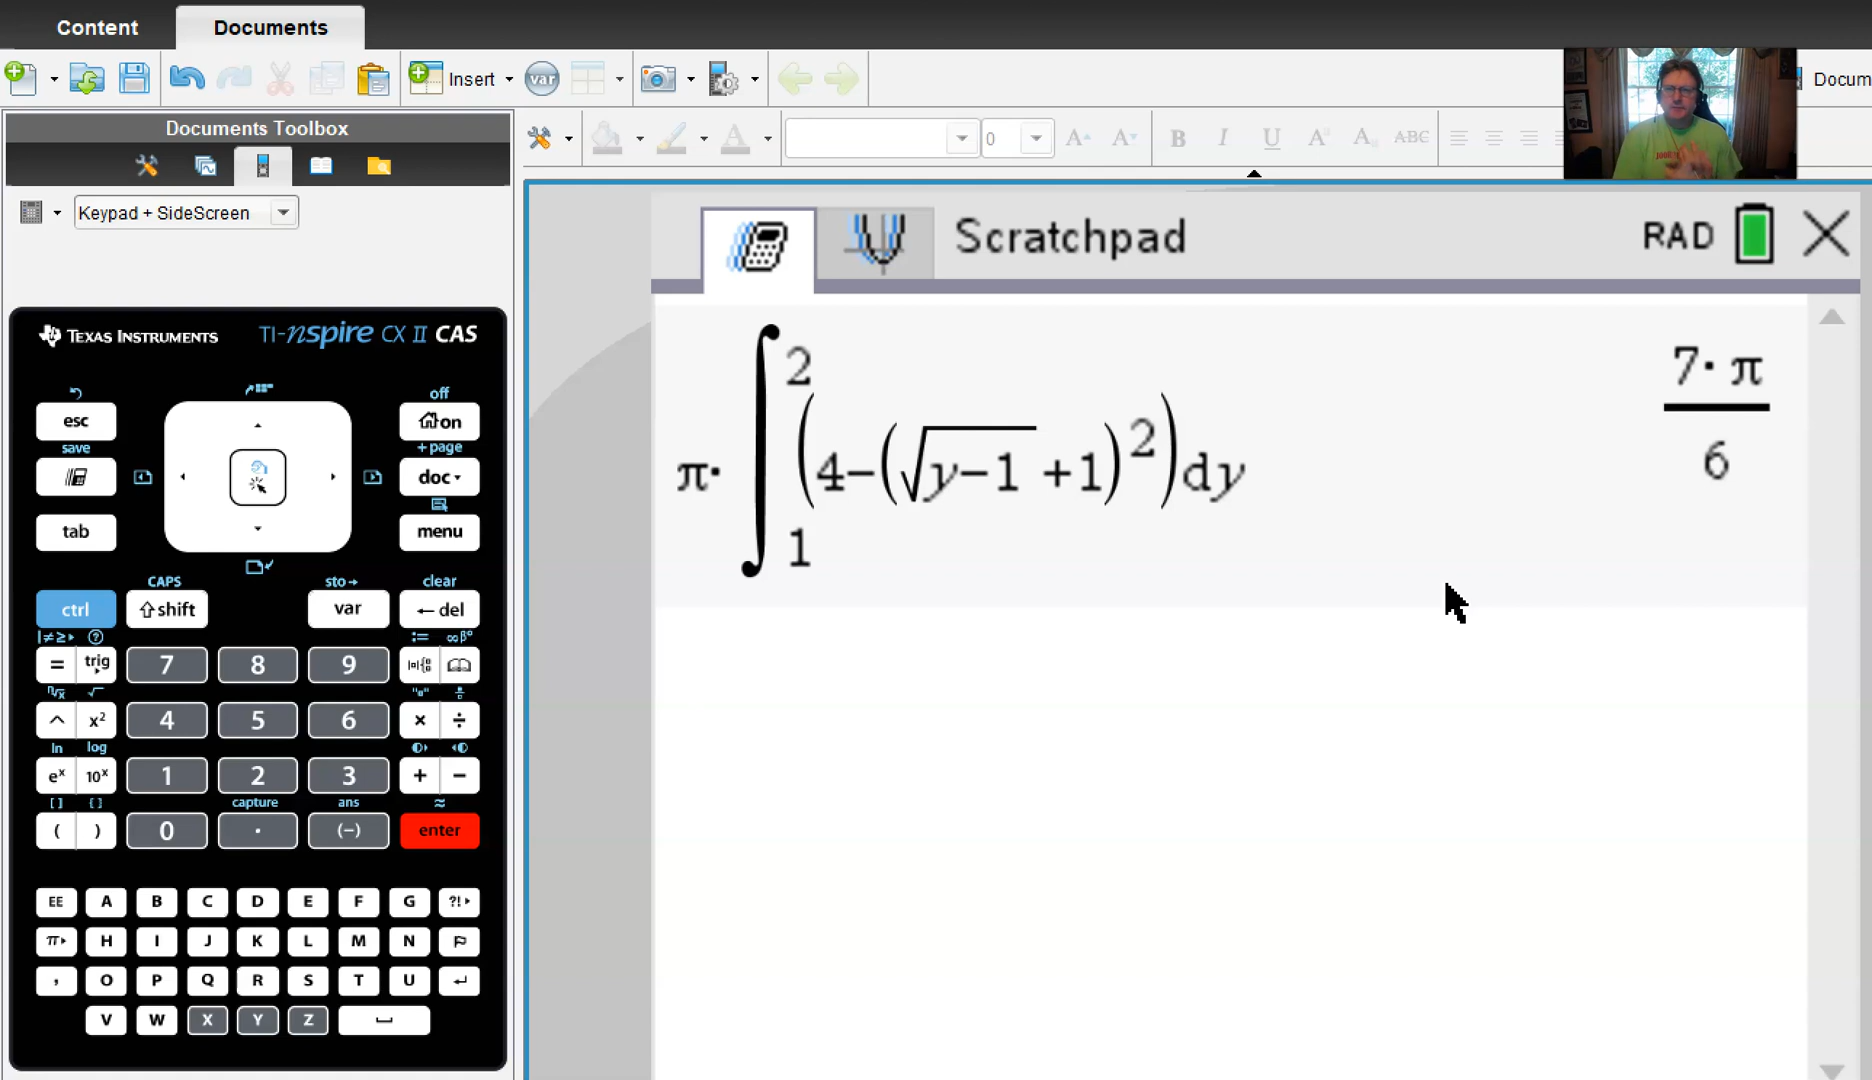 Content Documents
Insert var Docum
Documents Toolbox
0 A A A B I U A A ABC
Keypad + SideScreen
Scratchpad RAD
π·∫₁²(4−(√(y−1)+1)²)dy 7·π/6
TEXAS INSTRUMENTS TI-nspire CX II CAS
off
esc on
save + page
doc
tab menu
CAPS sto→ clear
ctrl ⇧shift var ←del
|≠≥▸ ? := ∞β°
= trig 7 8 9 |□|{
ⁿ√x √ "□"
^ x² 4 5 6 × ÷
ln log
eˣ 10ˣ 1 2 3 + −
[ ] { } capture ans ≈
( ) 0 . (−) enter
EE A B C D E F G ?!▸
π▸ H I J K L M N
, O P Q R S T U ↵
V W X Y Z